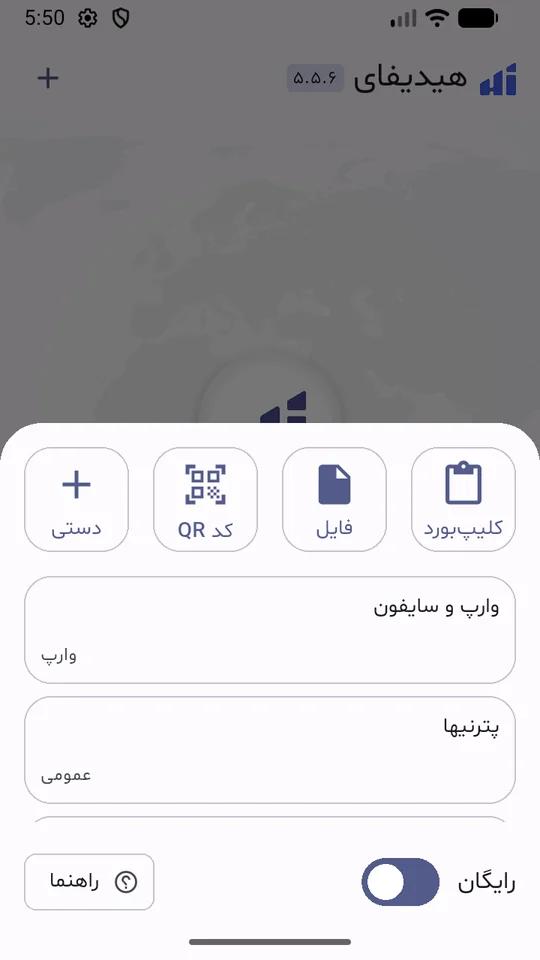 5:50
هیدیفای ۵.۵.۶
کلیپ‌بورد
فایل
کد QR
دستی
وارپ و سایفون
وارپ
پترنیها
عمومی
رایگان
راهنما